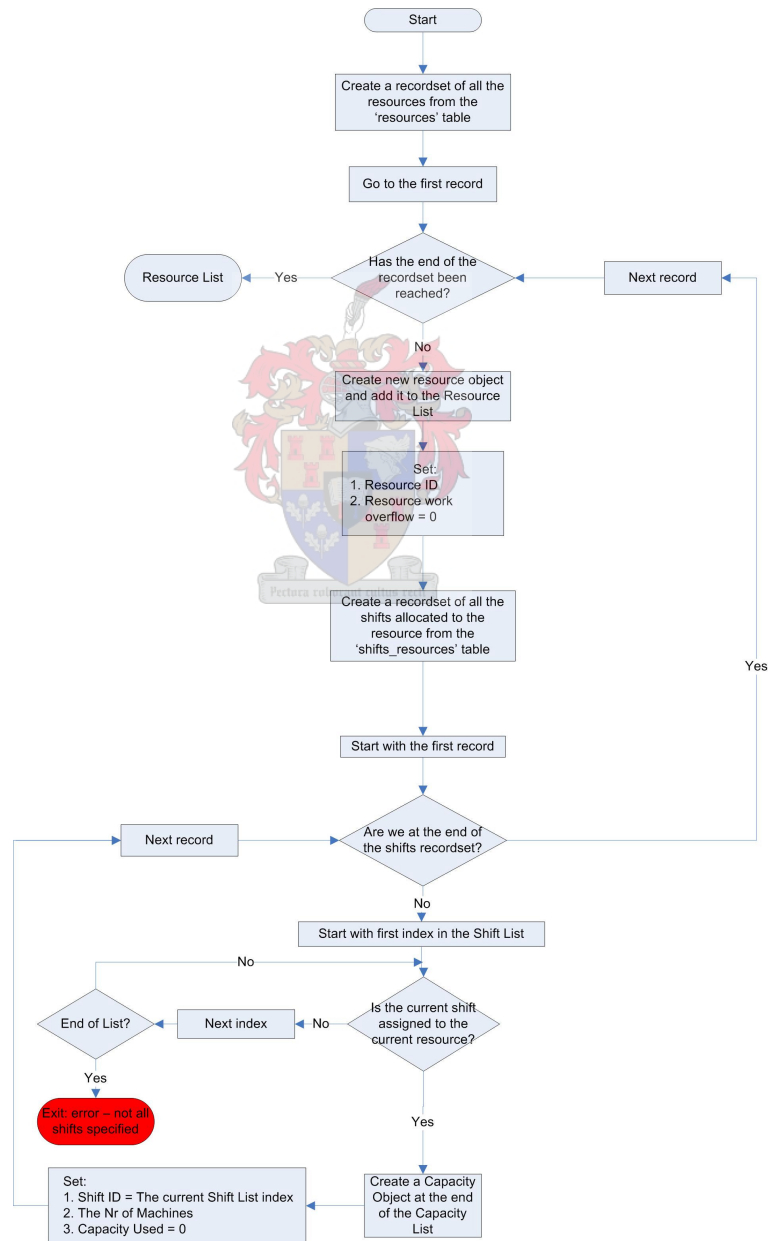 Start
Create a recordset of all the
resources from the
‘resources’ table
Go to the first record
Has the end of the
recordset been
reached?
Yes
Resource List
Next record
No
Create new resource object
and add it to the Resource
List
Set:
1. Resource ID
2. Resource work
overflow = 0
Pectora roborant cultus recti
Create a recordset of all the
shifts allocated to the
resource from the
‘shifts_resources’ table
Yes
Start with the first record
Next record
Are we at the end of
the shifts recordset?
No
Start with first index in the Shift List
No
End of List?
Next index
No
Is the current shift
assigned to the
current resource?
Yes
Exit: error – not all
shifts specified
Yes
Set:
1. Shift ID = The current Shift List index
2. The Nr of Machines
3. Capacity Used = 0
Create a Capacity
Object at the end
of the Capacity
List